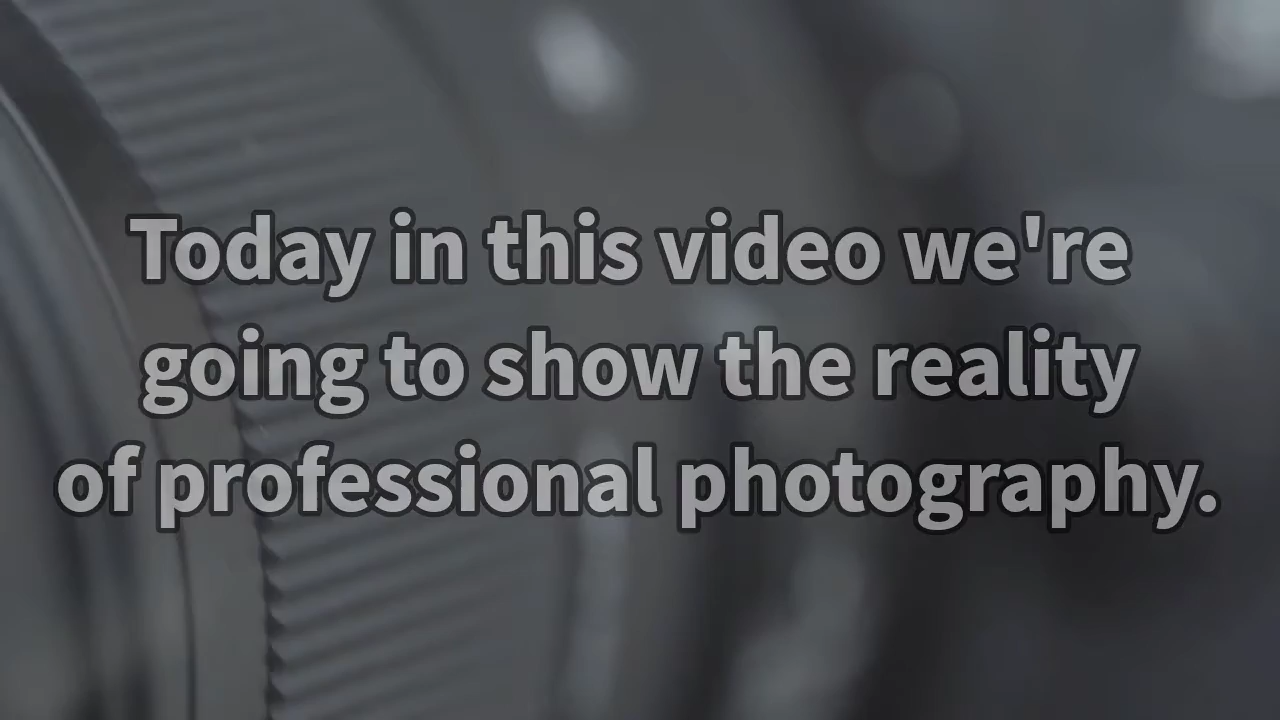 Today in this video we're
going to show the reality
of professional photography.